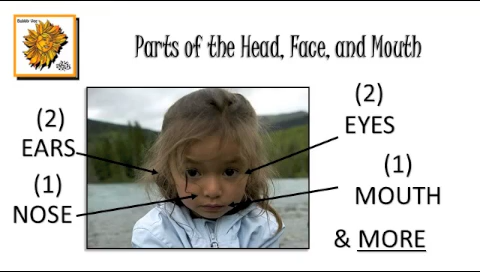 Parts of the Head, Face, and Mouth
(2)
EARS
(1)
NOSE
(2)
EYES
(1)
MOUTH
& MORE